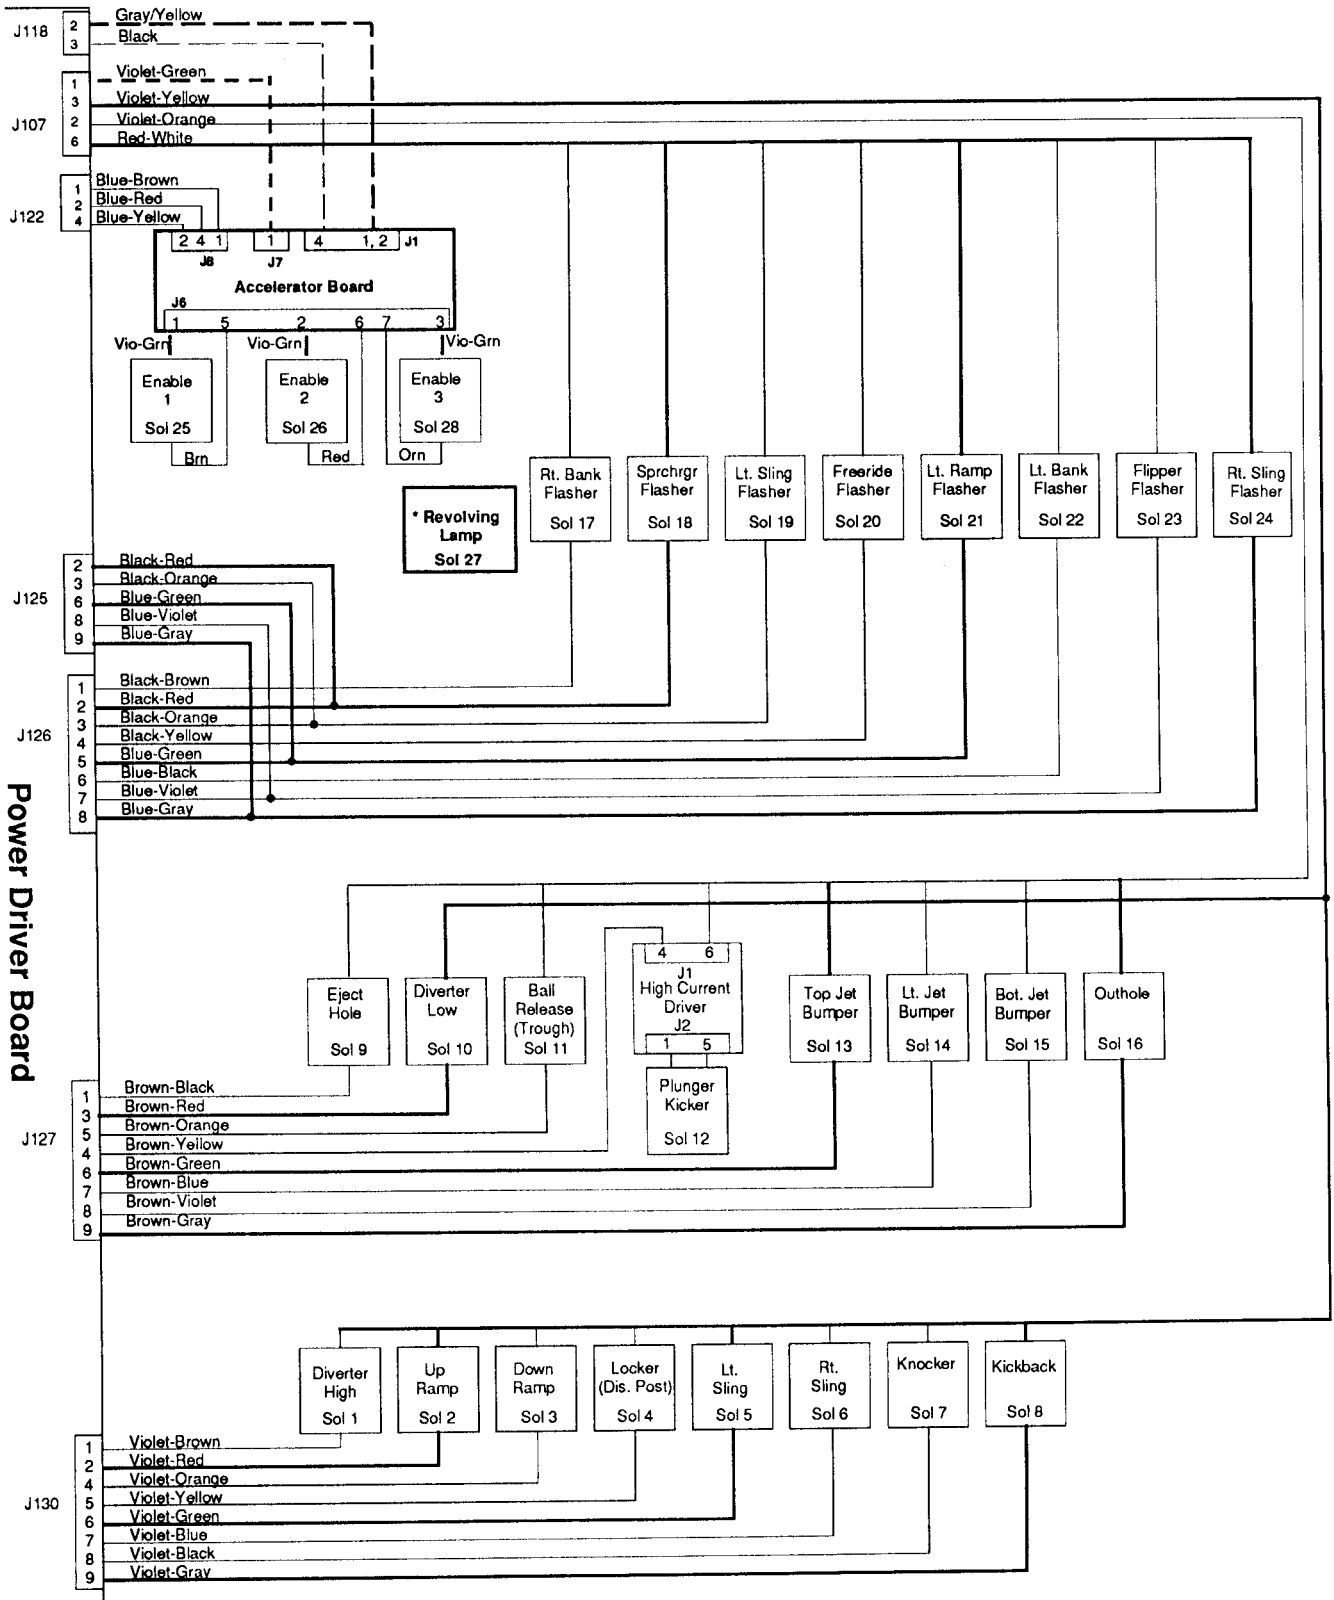 J118
2 Gray/Yellow
3 Black
J107
1 Violet-Green
3 Violet-Yellow
2 Violet-Orange
6 Red-White
J122
1 Blue-Brown
2 Blue-Red
4 Blue-Yellow
2 4 1 1 4 1, 2 J1
J8 J7
Accelerator Board
J6
1 5 2 6 7 3
Vio-Grn Vio-Grn Vio-Grn
Enable
1
Sol 25
Brn
Enable
2
Sol 26
Red
Enable
3
Sol 28
Orn
* Revolving
Lamp
Sol 27
Rt. Bank
Flasher
Sol 17
Sprchrgr
Flasher
Sol 18
Lt. Sling
Flasher
Sol 19
Freeride
Flasher
Sol 20
Lt. Ramp
Flasher
Sol 21
Lt. Bank
Flasher
Sol 22
Flipper
Flasher
Sol 23
Rt. Sling
Flasher
Sol 24
J125
2 Black-Red
3 Black-Orange
6 Blue-Green
8 Blue-Violet
9 Blue-Gray
J126
1 Black-Brown
2 Black-Red
3 Black-Orange
4 Black-Yellow
5 Blue-Green
6 Blue-Black
7 Blue-Violet
8 Blue-Gray
Power Driver Board
Eject
Hole
Sol 9
Diverter
Low
Sol 10
Ball
Release
(Trough)
Sol 11
4 6
J1
High Current
Driver
J2
1 5
Plunger
Kicker
Sol 12
Top Jet
Bumper
Sol 13
Lt. Jet
Bumper
Sol 14
Bot. Jet
Bumper
Sol 15
Outhole
Sol 16
J127
1 Brown-Black
3 Brown-Red
5 Brown-Orange
4 Brown-Yellow
6 Brown-Green
7 Brown-Blue
8 Brown-Violet
9 Brown-Gray
Diverter
High
Sol 1
Up
Ramp
Sol 2
Down
Ramp
Sol 3
Locker
(Dis. Post)
Sol 4
Lt.
Sling
Sol 5
Rt.
Sling
Sol 6
Knocker
Sol 7
Kickback
Sol 8
J130
1 Violet-Brown
2 Violet-Red
4 Violet-Orange
5 Violet-Yellow
6 Violet-Green
7 Violet-Blue
8 Violet-Black
9 Violet-Gray